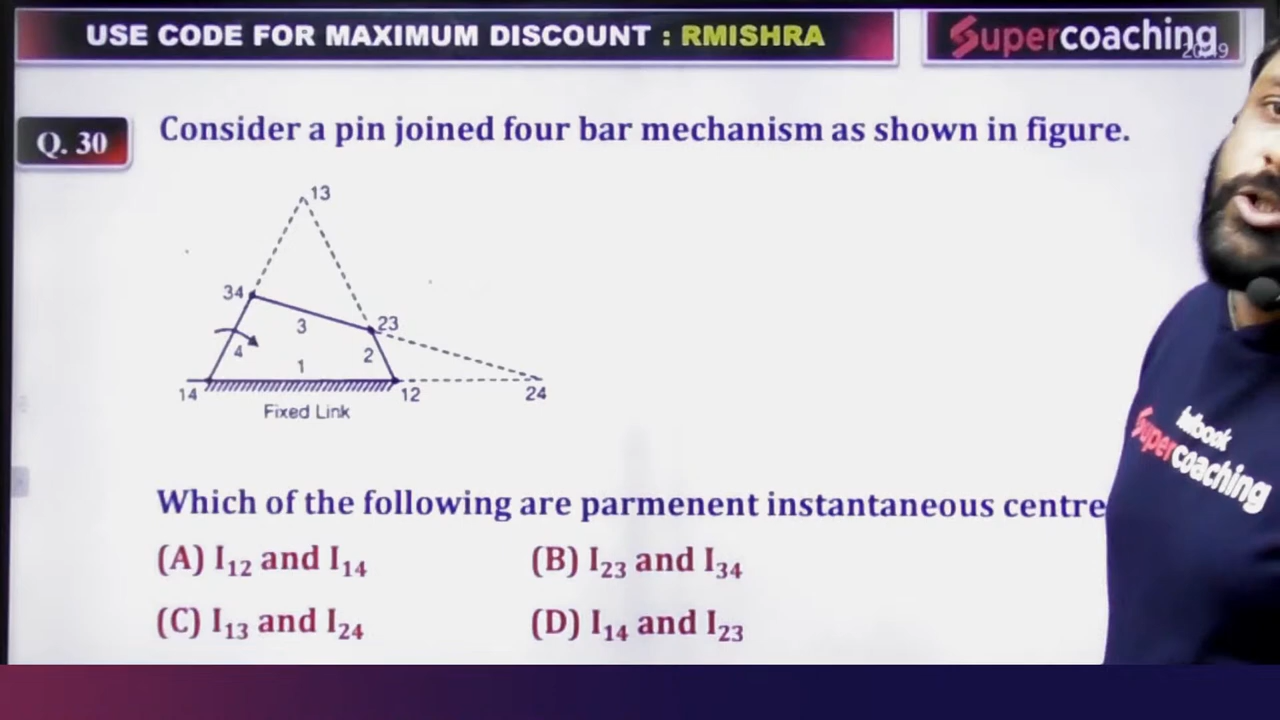 USE CODE FOR MAXIMUM DISCOUNT : RMISHRA
Supercoaching
Q. 30
Consider a pin joined four bar mechanism as shown in figure.
13
34
3
23
4
1
2
14
12
24
Fixed Link
Which of the following are parmenent instantaneous centre
(A) I12 and I14
(B) I23 and I34
(C) I13 and I24
(D) I14 and I23
testbook
Supercoaching